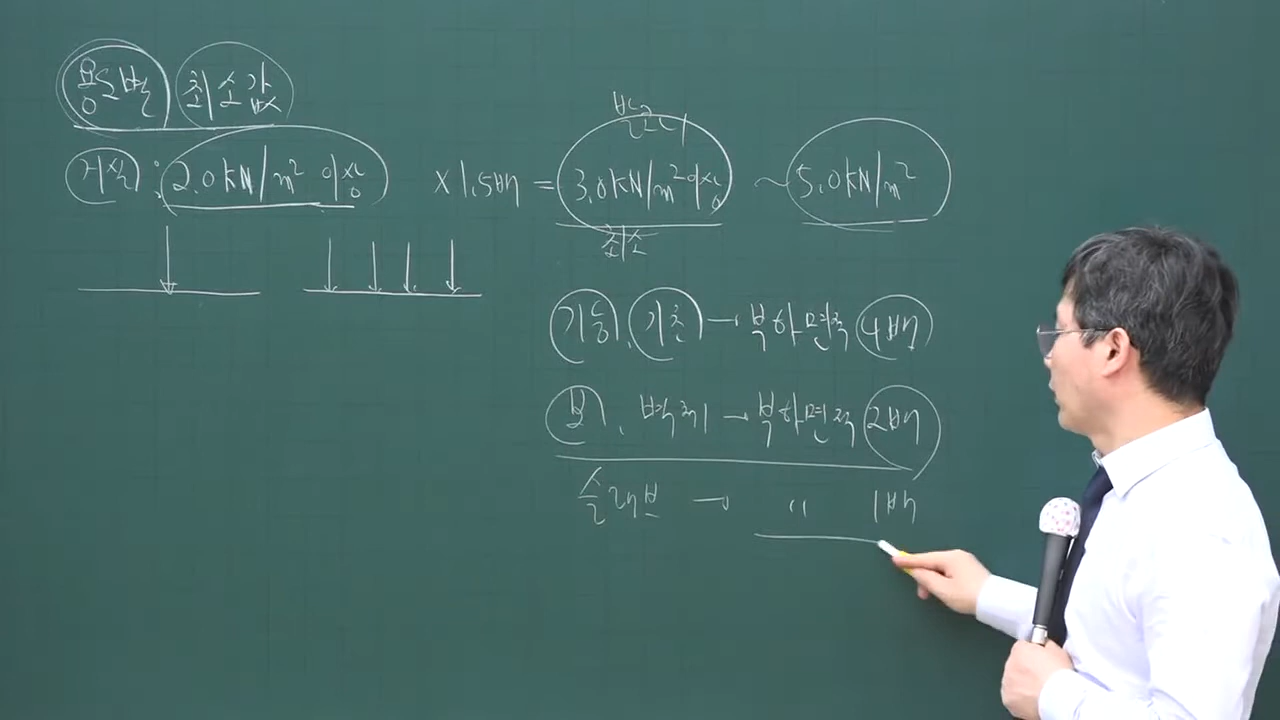 용도별 최소값
거실 : 2.0kN/m² 이상 x1.5배 = 3.0kN/m² 이상 ~ 5.0kN/m²
발코니
최소
기둥, 기초 → 부하면적 4배
보, 벽체 → 부하면적 2배
슬래브 → " 1배